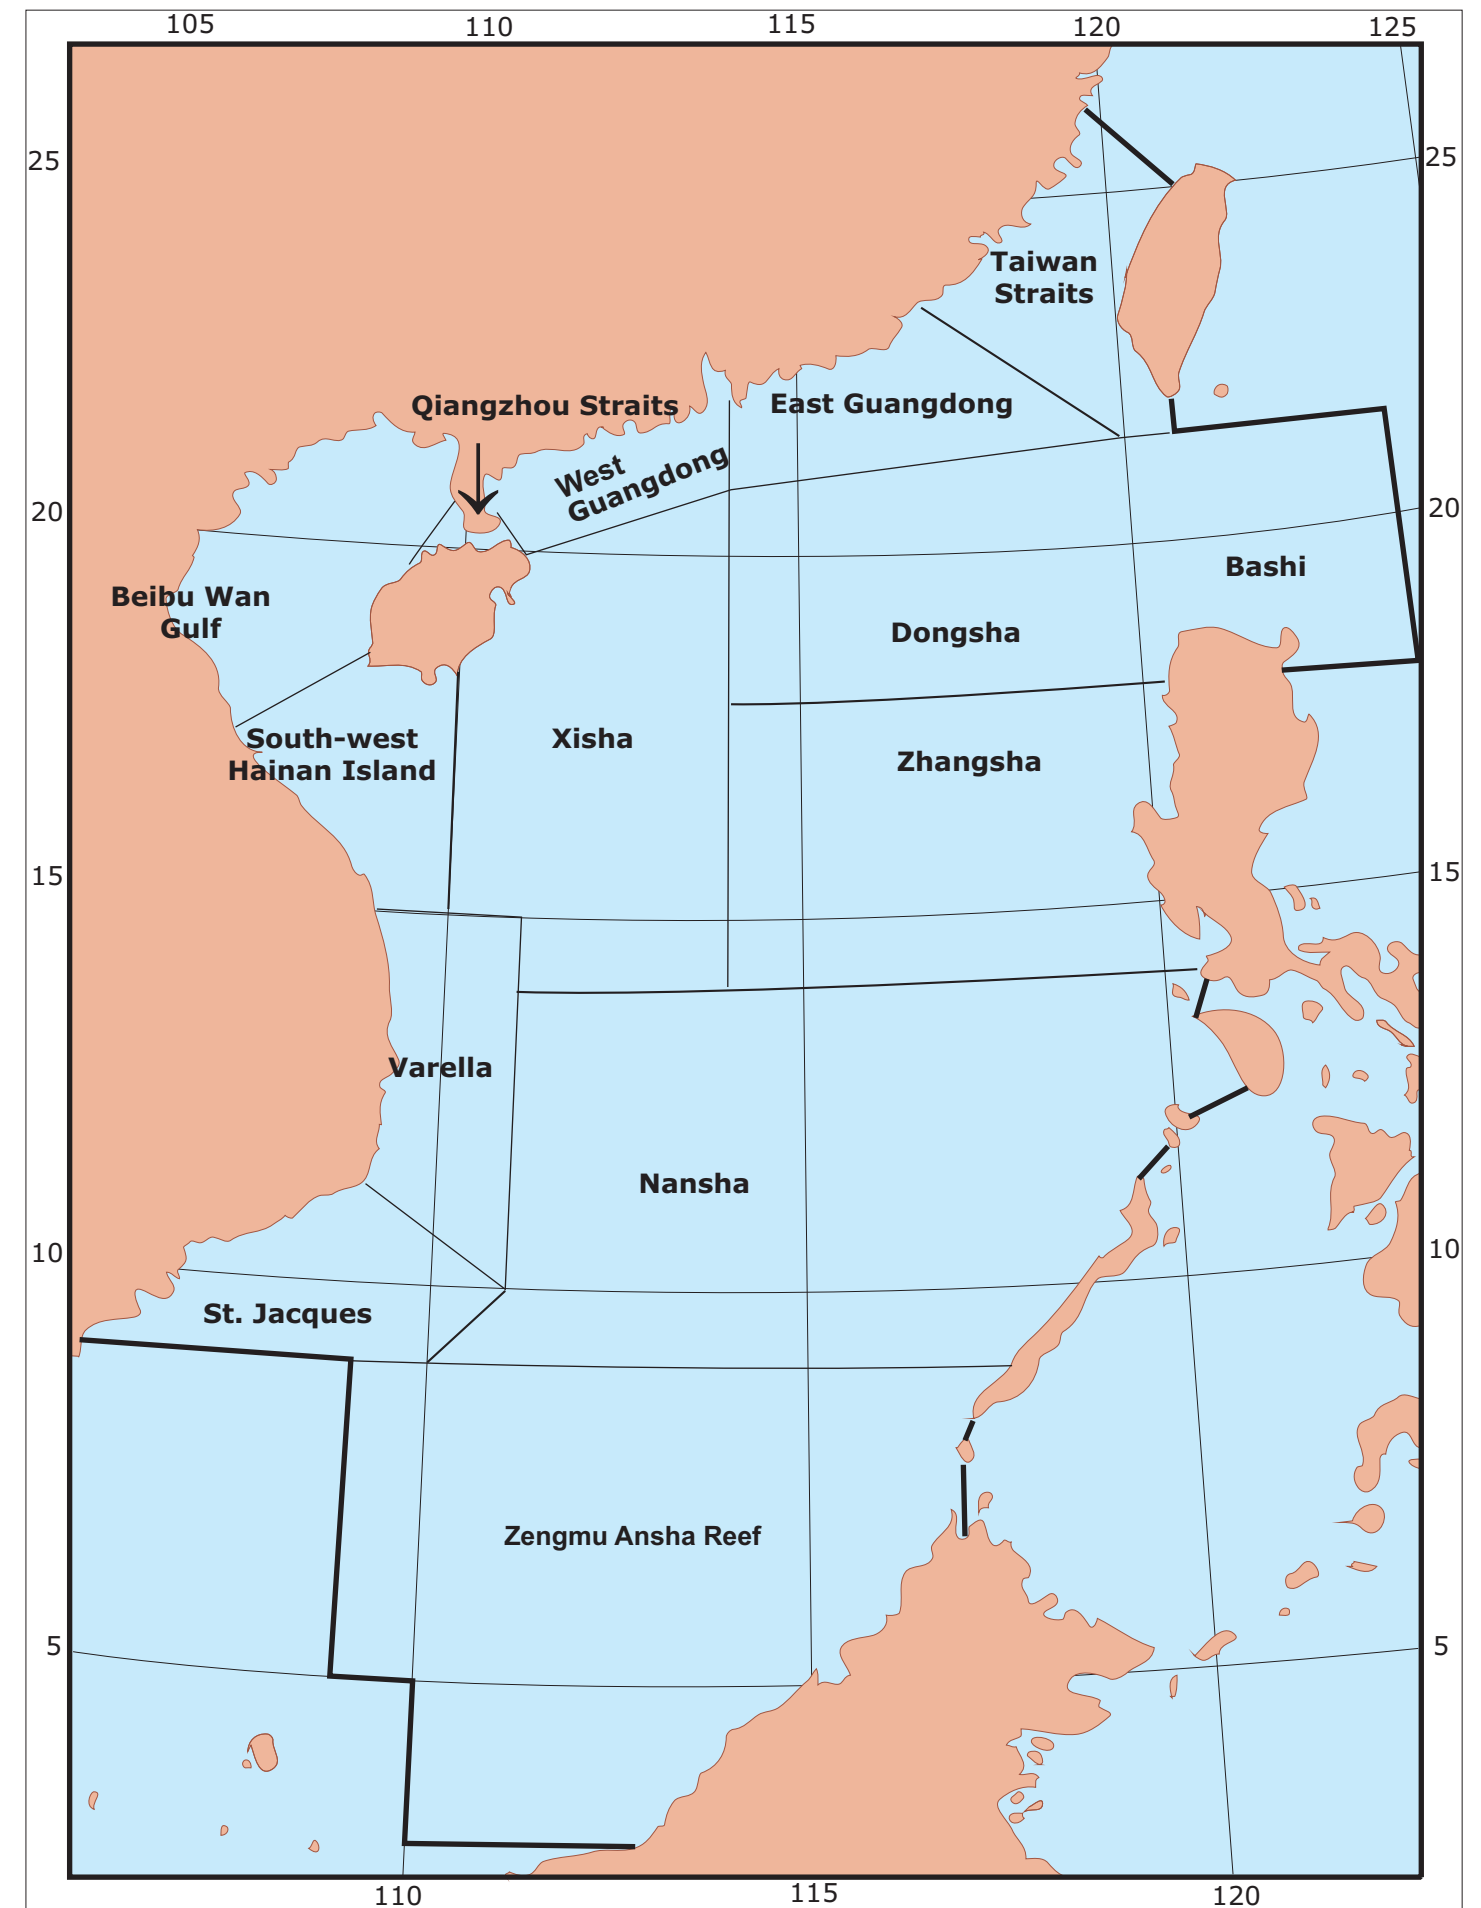 105 110 115 120 125
25 25
Taiwan
Straits
Qiangzhou Straits
East Guangdong
West
Guangdong
20 20
Bashi
Beibu Wan
Gulf
Dongsha
South-west
Hainan Island
Xisha
Zhangsha
15 15
Varella
Nansha
10 10
St. Jacques
Zengmu Ansha Reef
5 5
110 115 120